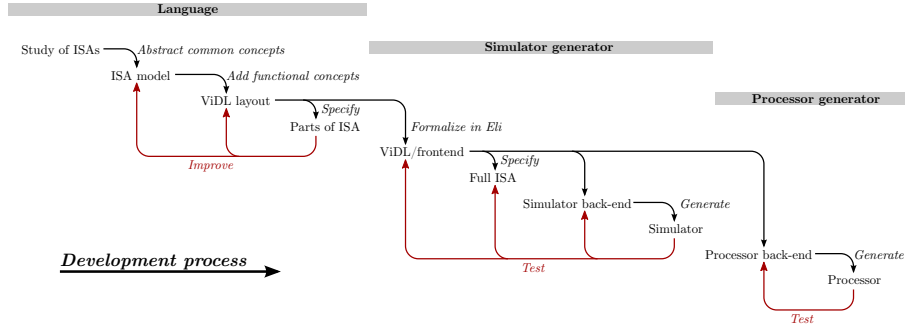 Language
Simulator generator
Processor generator
Study of ISAs
Abstract common concepts
ISA model
Add functional concepts
ViDL layout
Specify
Parts of ISA
Improve
Formalize in Eli
ViDL/frontend
Specify
Full ISA
Simulator back-end
Generate
Simulator
Test
Development process
Processor back-end
Generate
Processor
Test